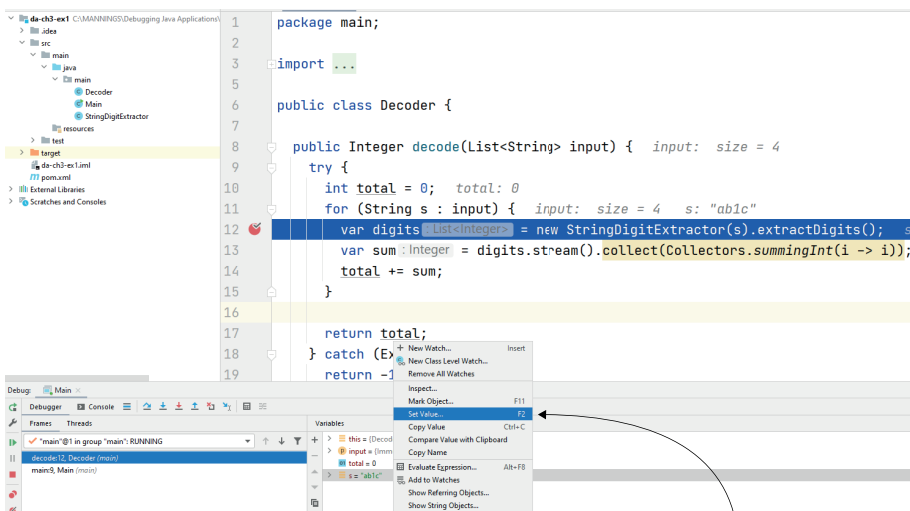 da-ch3-ex1 C:\MANNINGS\Debugging Java Applications\
.idea
src
main
java
main
Decoder
Main
StringDigitExtractor
resources
test
target
da-ch3-ex1.iml
pom.xml
External Libraries
Scratches and Consoles
1 package main;
2
3 import ...
5
6 public class Decoder {
7
8 public Integer decode(List<String> input) { input: size = 4
9 try {
10 int total = 0; total: 0
11 for (String s : input) { input: size = 4 s: "ab1c"
12 var digits : List<Integer> = new StringDigitExtractor(s).extractDigits(); s
13 var sum : Integer = digits.stream().collect(Collectors.summingInt(i -> i));
14 total += sum;
15 }
16
17 return total;
18 } catch (Ex
19 return -1
Debug: Main
Debugger Console
Frames Threads
"main"@1 in group "main": RUNNING
decode:12, Decoder (main)
main:9, Main (main)
Variables
this = {Decod
input = {Imm
total = 0
s = "ab1c"
New Watch... Insert
New Class Level Watch...
Remove All Watches
Inspect...
Mark Object... F11
Set Value... F2
Copy Value Ctrl+C
Compare Value with Clipboard
Copy Name
Evaluate Expression... Alt+F8
Add to Watches
Show Referring Objects...
Show String Objects...